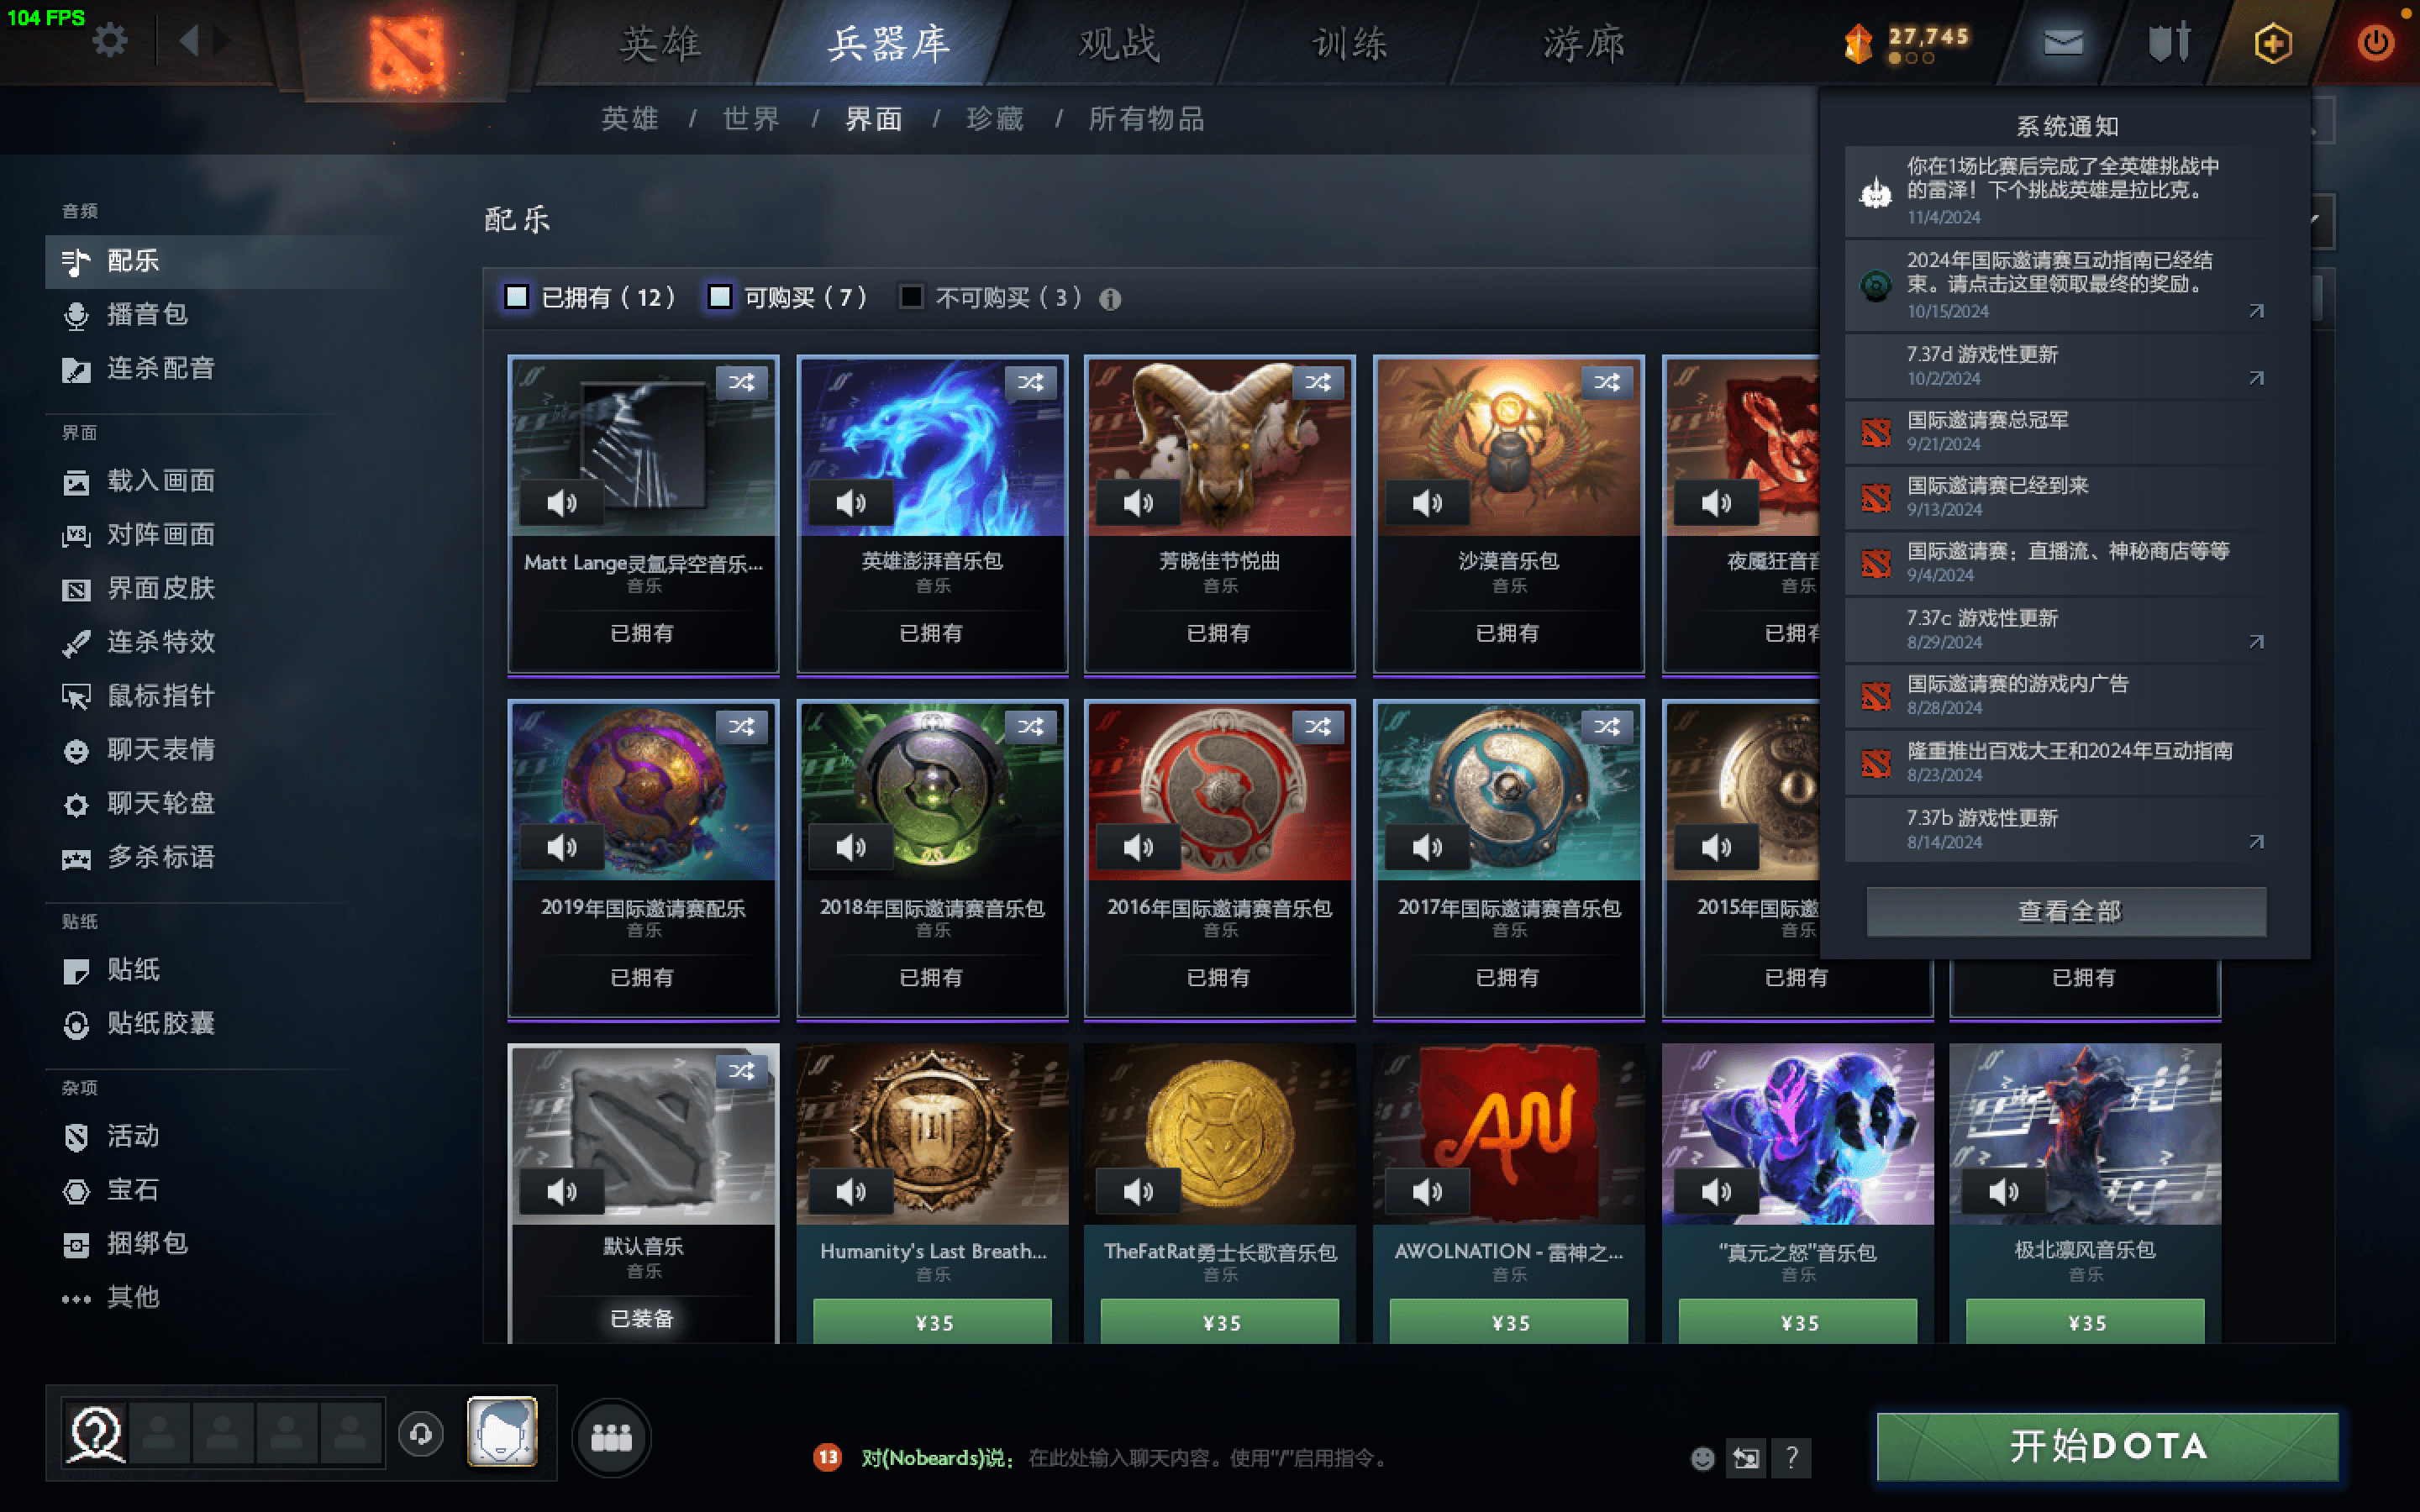 104 FPS
英雄
兵器库
观战
训练
游廊
27,745
英雄 / 世界 / 界面 / 珍藏 / 所有物品
音频
配乐
播音包
连杀配音
界面
载入画面
对阵画面
界面皮肤
连杀特效
鼠标指针
聊天表情
聊天轮盘
多杀标语
贴纸
贴纸
贴纸胶囊
杂项
活动
宝石
捆绑包
其他
配乐
已拥有（12） 可购买（7） 不可购买（3）
Matt Lange灵氲异空音乐...
音乐
已拥有
英雄澎湃音乐包
音乐
已拥有
芳晓佳节悦曲
音乐
已拥有
沙漠音乐包
音乐
已拥有
夜魇狂音音
音乐
已拥有
2019年国际邀请赛配乐
音乐
已拥有
2018年国际邀请赛音乐包
音乐
已拥有
2016年国际邀请赛音乐包
音乐
已拥有
2017年国际邀请赛音乐包
音乐
已拥有
2015年国际邀
音乐
已拥有
已拥有
默认音乐
音乐
已装备
Humanity's Last Breath...
音乐
¥35
TheFatRat勇士长歌音乐包
音乐
¥35
AWOLNATION - 雷神之...
音乐
¥35
“真元之怒”音乐包
音乐
¥35
极北凛风音乐包
音乐
¥35
系统通知
你在1场比赛后完成了全英雄挑战中
的雷泽！下个挑战英雄是拉比克。
11/4/2024
2024年国际邀请赛互动指南已经结
束。请点击这里领取最终的奖励。
10/15/2024
7.37d 游戏性更新
10/2/2024
国际邀请赛总冠军
9/21/2024
国际邀请赛已经到来
9/13/2024
国际邀请赛：直播流、神秘商店等等
9/4/2024
7.37c 游戏性更新
8/29/2024
国际邀请赛的游戏内广告
8/28/2024
隆重推出百戏大王和2024年互动指南
8/23/2024
7.37b 游戏性更新
8/14/2024
查看全部
13 对(Nobeards)说： 在此处输入聊天内容。使用“/”启用指令。
?
开始DOTA